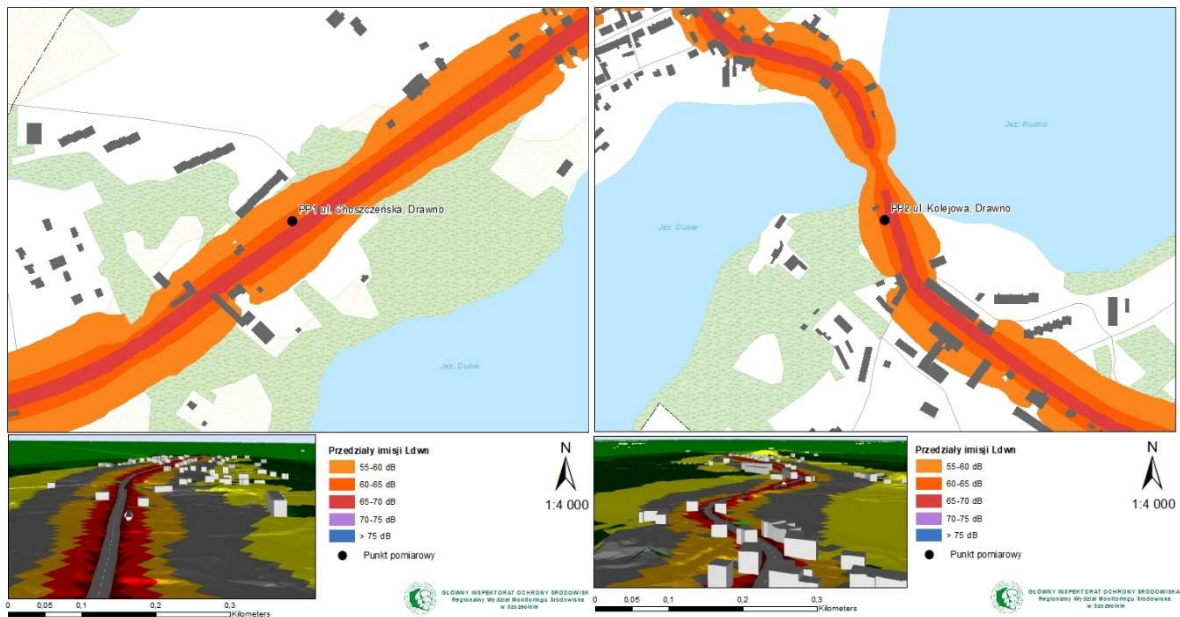 PP1 ul. Choszczeńska, Drawno
Jez. Dubie
Przedziały imisji Ldwn
55-60 dB
60-65 dB
65-70 dB
70-75 dB
> 75 dB
Punkt pomiarowy
N
1:4 000
0 0,05 0,1 0,2 0,3
Kilometers
GŁÓWNY INSPEKTORAT OCHRONY ŚRODOWISK
Regionalny Wydział Monitoringu Środowiska
w Szczecinie
Jez. Rudno
PP2 ul. Kolejowa, Drawno
Jez. Dubie
Przedziały imisji Ldwn
55-60 dB
60-65 dB
65-70 dB
70-75 dB
> 75 dB
Punkt pomiarowy
N
1:4 000
0 0,05 0,1 0,2 0,3
Kilometers
GŁÓWNY INSPEKTORAT OCHRONY ŚRODOWISKA
Regionalny Wydział Monitoringu Środowiska
w Szczecinie